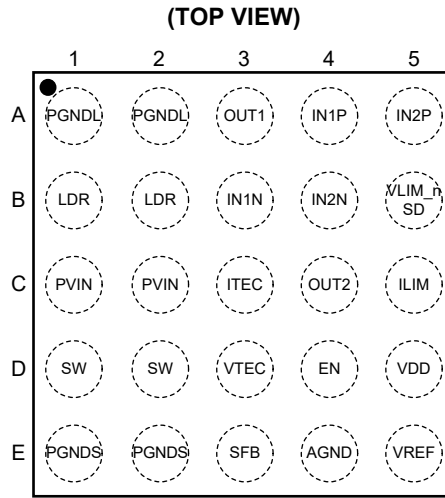 (TOP VIEW)
1 2 3 4 5
A PGNDL PGNDL OUT1 IN1P IN2P
B LDR LDR IN1N IN2N VLIM_n
SD
C PVIN PVIN ITEC OUT2 ILIM
D SW SW VTEC EN VDD
E PGNDS PGNDS SFB AGND VREF